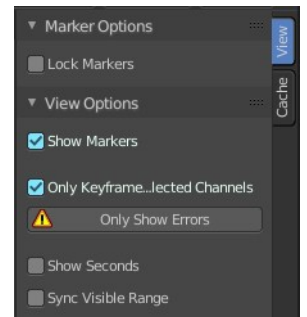 Marker Options
Lock Markers
View Options
Show Markers
Only Keyframe...lected Channels
Only Show Errors
Show Seconds
Sync Visible Range
View
Cache